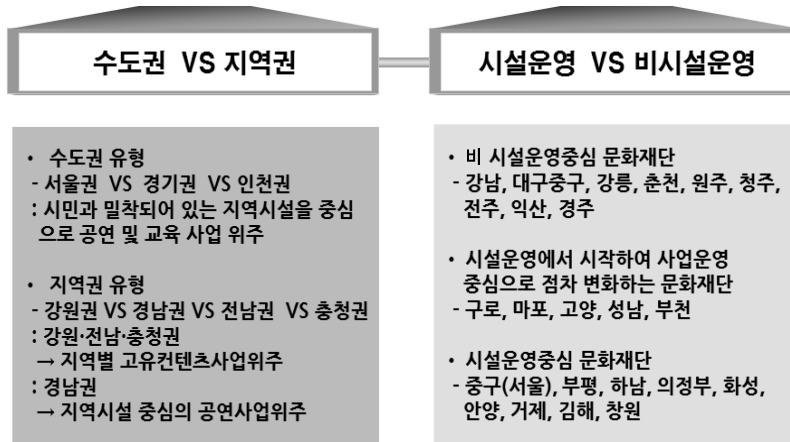 수도권 VS 지역권
시설운영 VS 비시설운영
• 수도권 유형
- 서울권 VS 경기권 VS 인천권
: 시민과 밀착되어 있는 지역시설을 중심
으로 공연 및 교육 사업 위주
• 지역권 유형
- 강원권 VS 경남권 VS 전남권 VS 충청권
: 강원·전남·충청권
→ 지역별 고유컨텐츠사업위주
: 경남권
→ 지역시설 중심의 공연사업위주
• 비 시설운영중심 문화재단
- 강남, 대구중구, 강릉, 춘천, 원주, 청주,
전주, 익산, 경주
• 시설운영에서 시작하여 사업운영
중심으로 점차 변화하는 문화재단
- 구로, 마포, 고양, 성남, 부천
• 시설운영중심 문화재단
- 중구(서울), 부평, 하남, 의정부, 화성,
안양, 거제, 김해, 창원